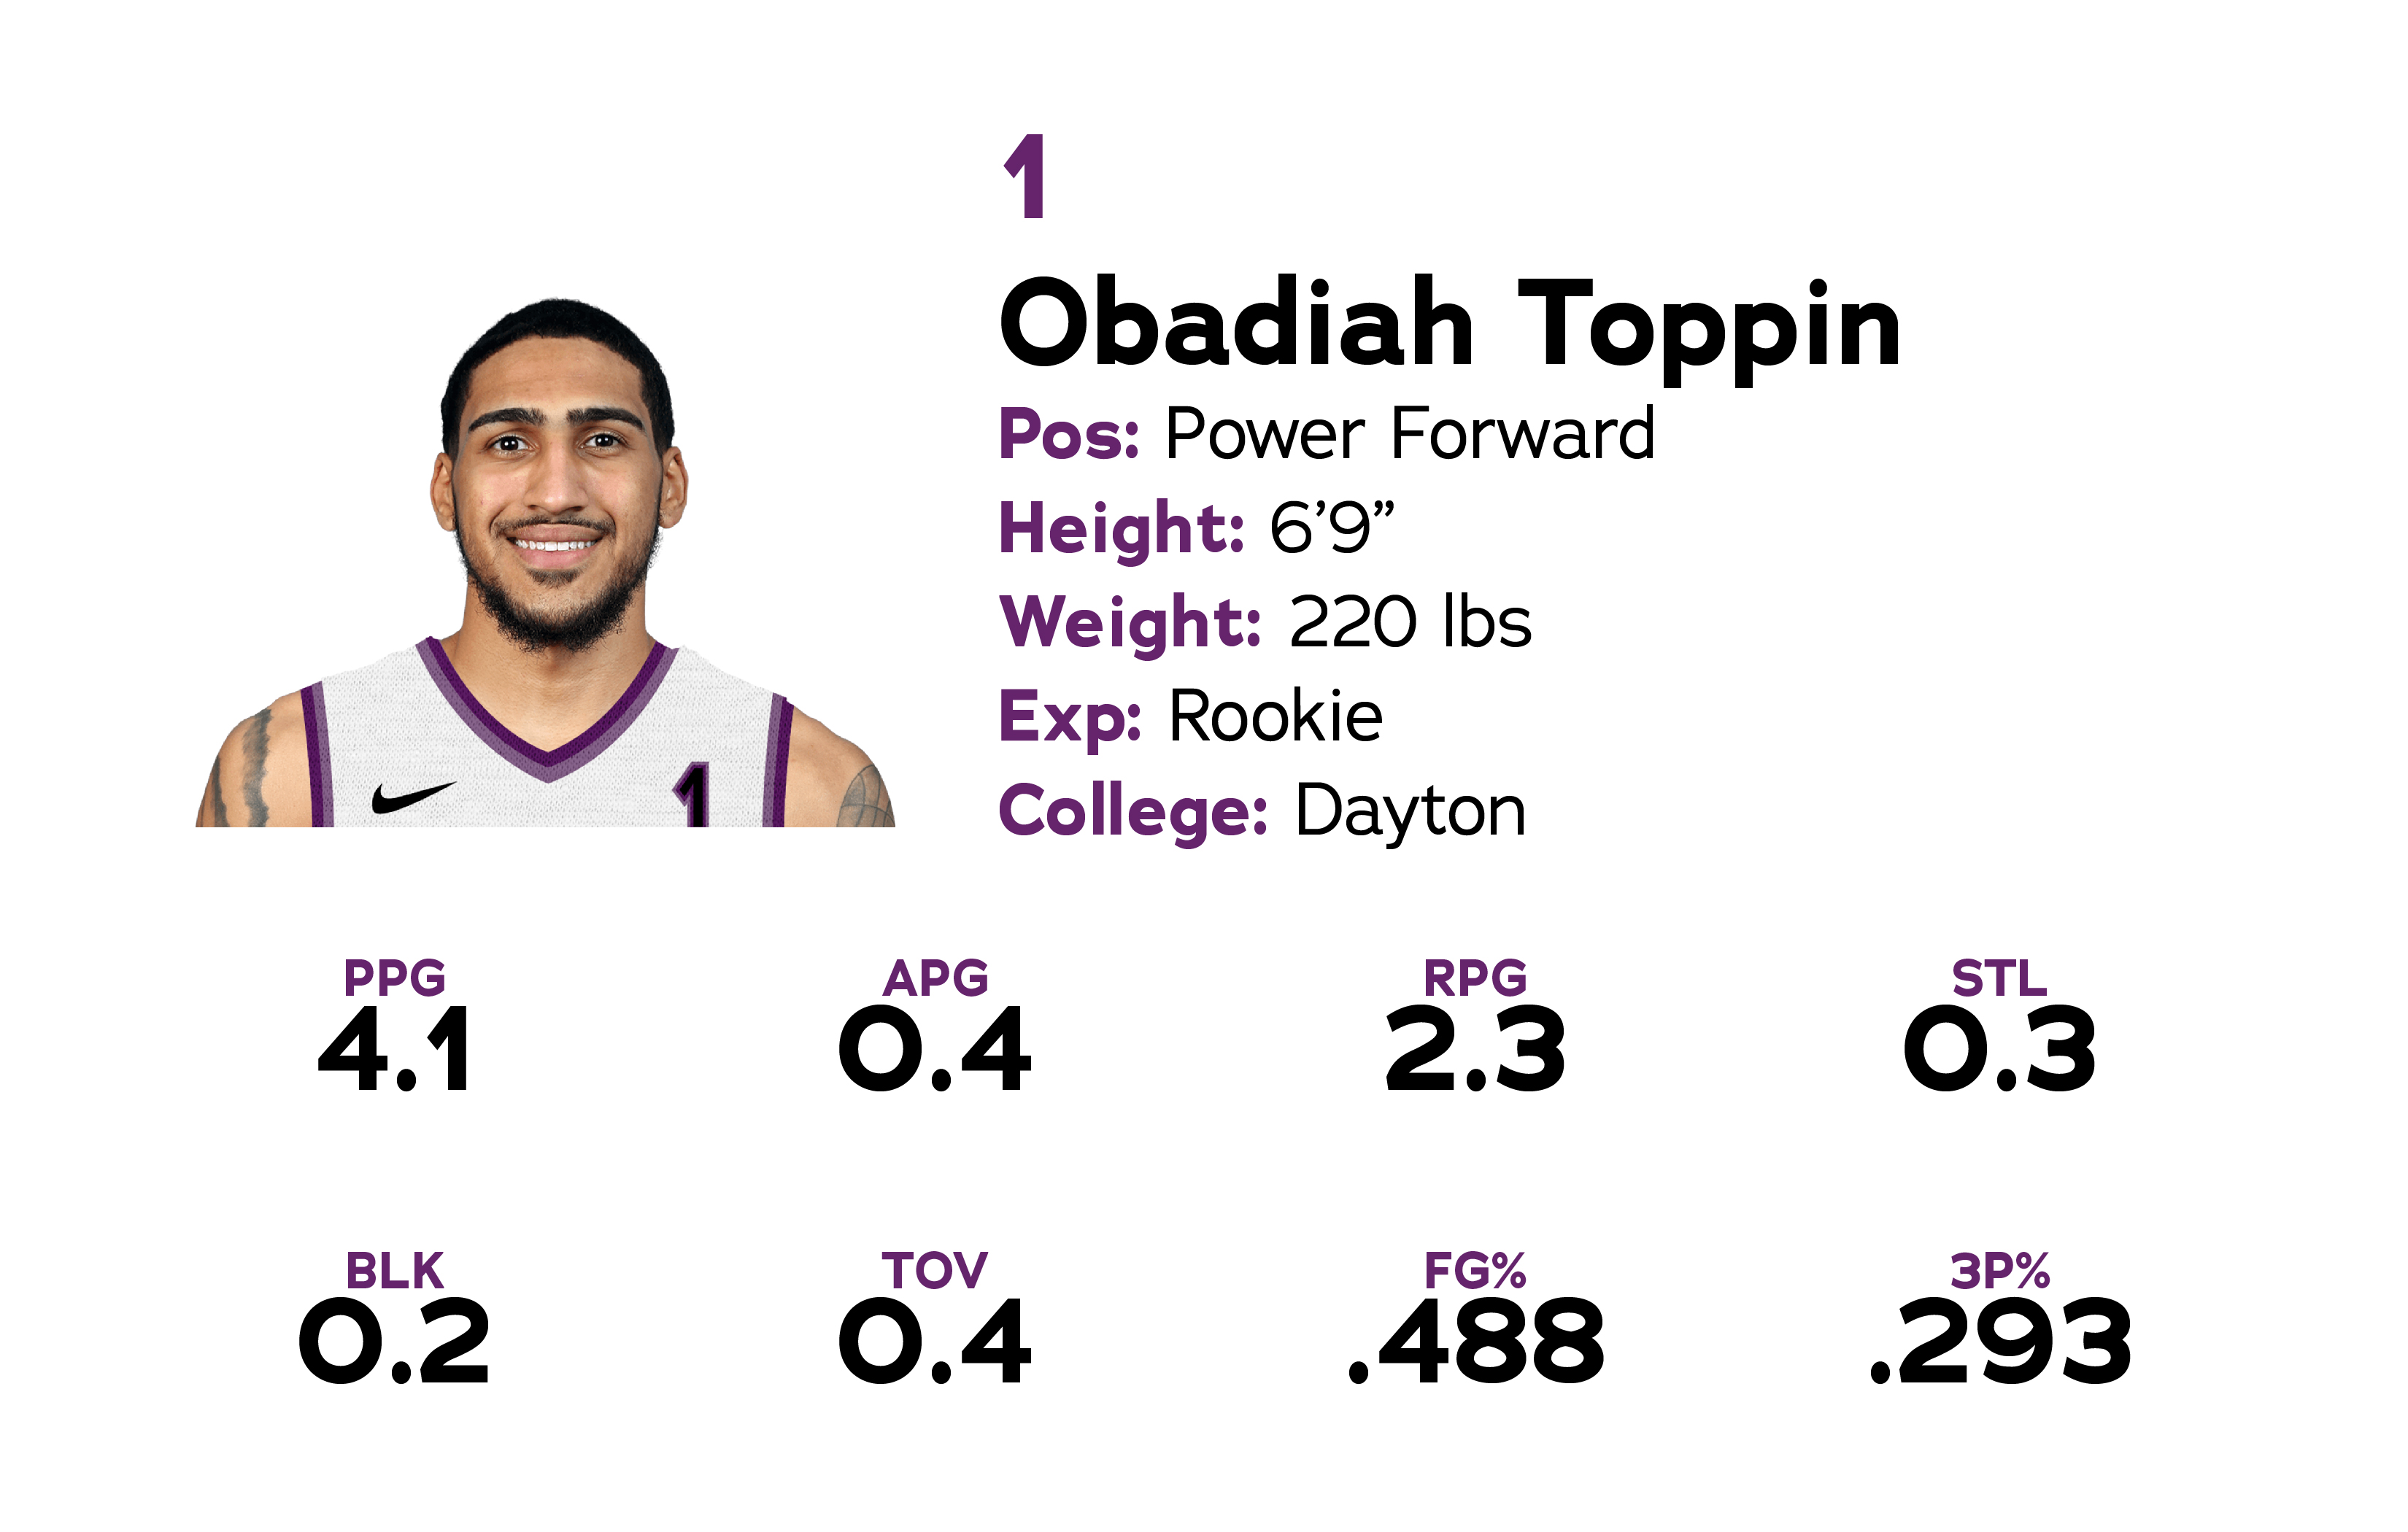 1
Obadiah Toppin
Pos: Power Forward
Height: 6’9”
Weight: 220 lbs
Exp: Rookie
College: Dayton
1
PPG APG RPG STL
4.1 0.4 2.3 0.3
BLK TOV FG% 3P%
0.2 0.4 .488 .293